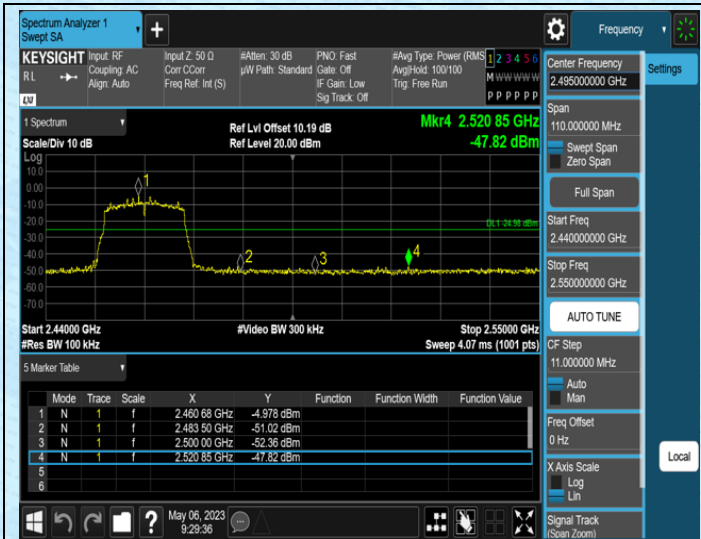 Spectrum Analyzer 1
Swept SA
+
Frequency
KEYSIGHT
RL
LXI
Input: RF
Coupling: AC
Align: Auto
Input Z: 50 Ω
Corr CCorr
Freq Ref: Int (S)
#Atten: 30 dB
µW Path: Standard
PNO: Fast
Gate: Off
IF Gain: Low
Sig Track: Off
#Avg Type: Power (RMS
Avg|Hold: 100/100
Trig: Free Run
1 2 3 4 5 6
M W W W W W
P P P P P P
1 Spectrum
Scale/Div 10 dB
Log
Ref Lvl Offset 10.19 dB
Ref Level 20.00 dBm
Mkr4 2.520 85 GHz
-47.82 dBm
10.0
0.00
-10.0
-20.0
-30.0
-40.0
-50.0
-60.0
-70.0
1
2
3
4
DL1 -24.98 dBm
Start 2.44000 GHz
#Res BW 100 kHz
#Video BW 300 kHz
Stop 2.55000 GHz
Sweep 4.07 ms (1001 pts)
5 Marker Table
Mode Trace Scale X Y Function Function Width Function Value
1 N 1 f 2.460 68 GHz -4.978 dBm
2 N 1 f 2.483 50 GHz -51.02 dBm
3 N 1 f 2.500 00 GHz -52.36 dBm
4 N 1 f 2.520 85 GHz -47.82 dBm
5
6
Center Frequency
2.495000000 GHz
Settings
Span
110.000000 MHz
Swept Span
Zero Span
Full Span
Start Freq
2.440000000 GHz
Stop Freq
2.550000000 GHz
AUTO TUNE
CF Step
11.000000 MHz
Auto
Man
Freq Offset
0 Hz
Local
X Axis Scale
Log
Lin
Signal Track
(Span Zoom)
?
May 06, 2023
9:29:36